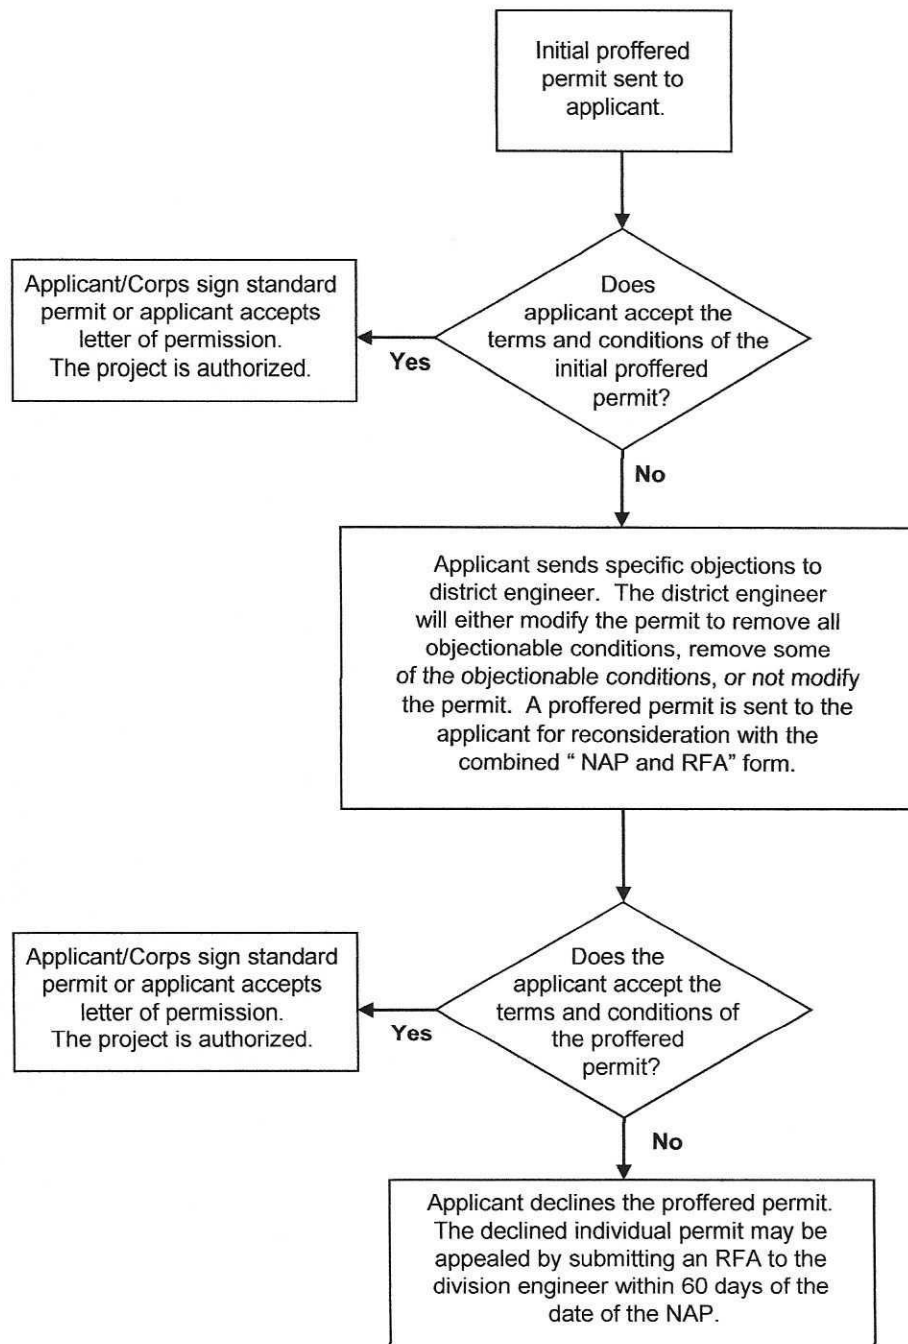 Initial proffered
permit sent to
applicant.
Does
applicant accept the
terms and conditions of the
initial proffered
permit?
Applicant/Corps sign standard
permit or applicant accepts
letter of permission.
The project is authorized.
Yes
No
Applicant sends specific objections to
district engineer. The district engineer
will either modify the permit to remove all
objectionable conditions, remove some
of the objectionable conditions, or not modify
the permit. A proffered permit is sent to the
applicant for reconsideration with the
combined “ NAP and RFA” form.
Does the
applicant accept the
terms and conditions of
the proffered
permit?
Applicant/Corps sign standard
permit or applicant accepts
letter of permission.
The project is authorized.
Yes
No
Applicant declines the proffered permit.
The declined individual permit may be
appealed by submitting an RFA to the
division engineer within 60 days of the
date of the NAP.